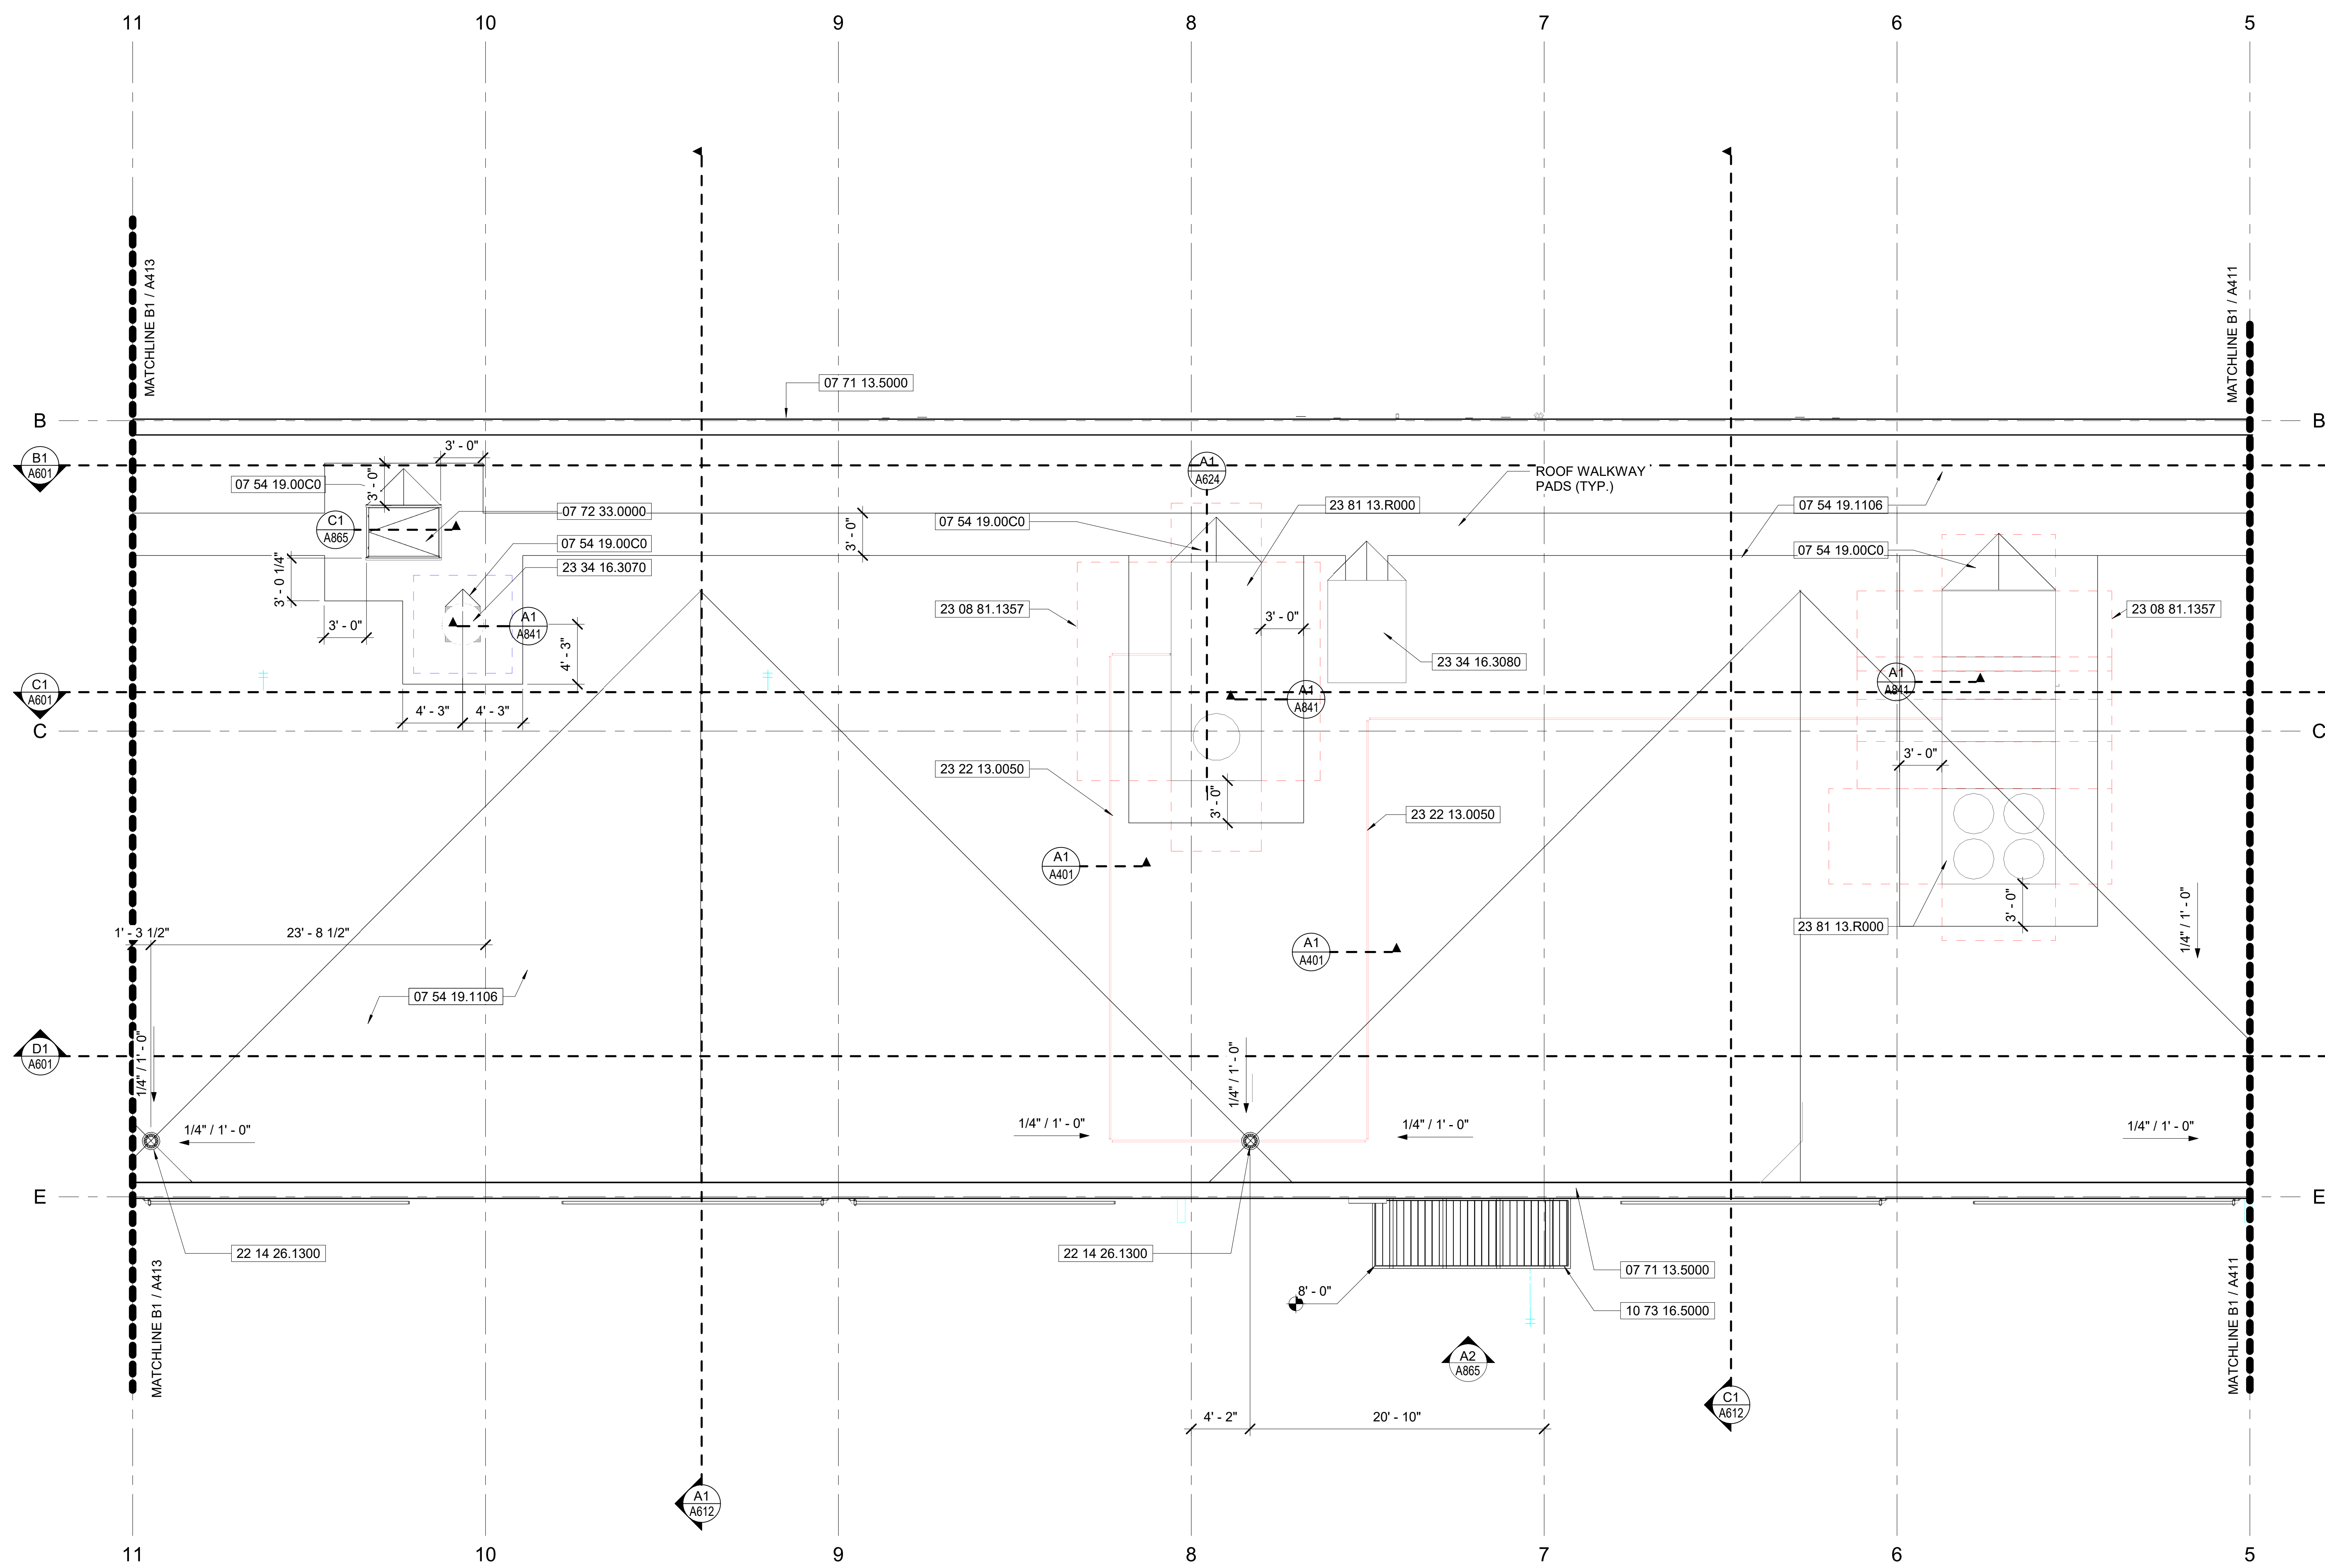 11 10 9 8 7 6 5
MATCHLINE B1 / A413
MATCHLINE B1 / A411
07 71 13.5000
B B
B1
A601
3' - 0"
3' - 0"
07 54 19.00C0
A1
A624
ROOF WALKWAY
PADS (TYP.)
07 72 33.0000
C1
A865
23 81 13.R000
07 54 19.1106
07 54 19.00C0
3' - 0"
07 54 19.00C0
07 54 19.00C0
3' - 0 1/4"
23 34 16.3070
23 08 81.1357
23 08 81.1357
3' - 0"
A1
A841
3' - 0"
4' - 3"
23 34 16.3080
C1
A601
A1
A841
A1
A841
4' - 3"
4' - 3"
C C
3' - 0"
23 22 13.0050
3' - 0"
23 22 13.0050
A1
A401
3' - 0"
1/4" / 1' - 0"
23 81 13.R000
1' - 3 1/2"
23' - 8 1/2"
A1
A401
07 54 19.1106
D1
A601
1/4" / 1' - 0"
1/4" / 1' - 0"
1/4" / 1' - 0"
1/4" / 1' - 0"
1/4" / 1' - 0"
1/4" / 1' - 0"
E E
22 14 26.1300
22 14 26.1300
07 71 13.5000
8' - 0"
10 73 16.5000
MATCHLINE B1 / A413
MATCHLINE B1 / A411
A2
A865
C1
A612
4' - 2"
20' - 10"
A1
A612
11 10 9 8 7 6 5